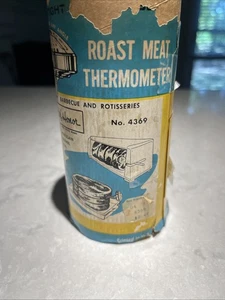 ROAST MEAT
THERMOMETER
BARBECUE AND ROTISSERIES
No. 4369